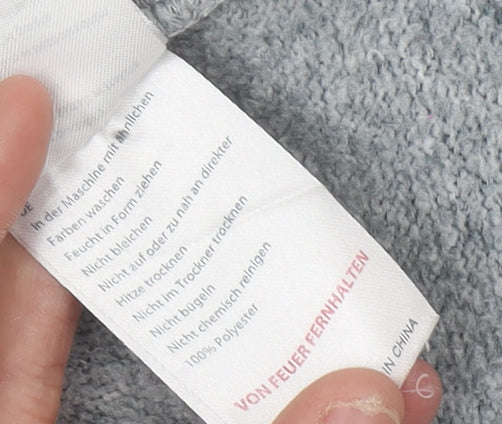 DE
In der Maschine mit ähnlichen
Farben waschen
Feucht in Form ziehen
Nicht bleichen
Nicht auf oder zu nah an direkter
Hitze trocknen
Nicht im Trockner trocknen
Nicht bügeln
Nicht chemisch reinigen
100% Polyester
VON FEUER FERNHALTEN
IN CHINA